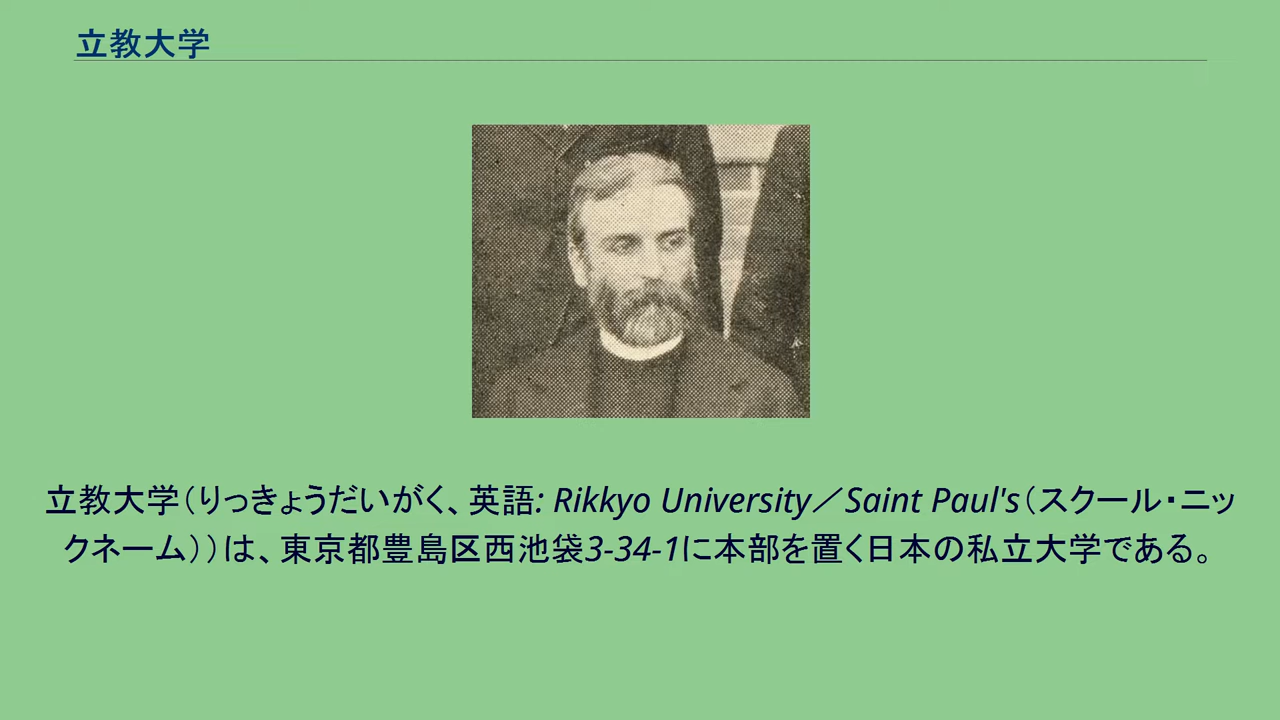 立教大学
立教大学（りっきょうだいがく、英語: Rikkyo University／Saint Paul's（スクール・ニッ
クネーム））は、東京都豊島区西池袋3-34-1に本部を置く日本の私立大学である。